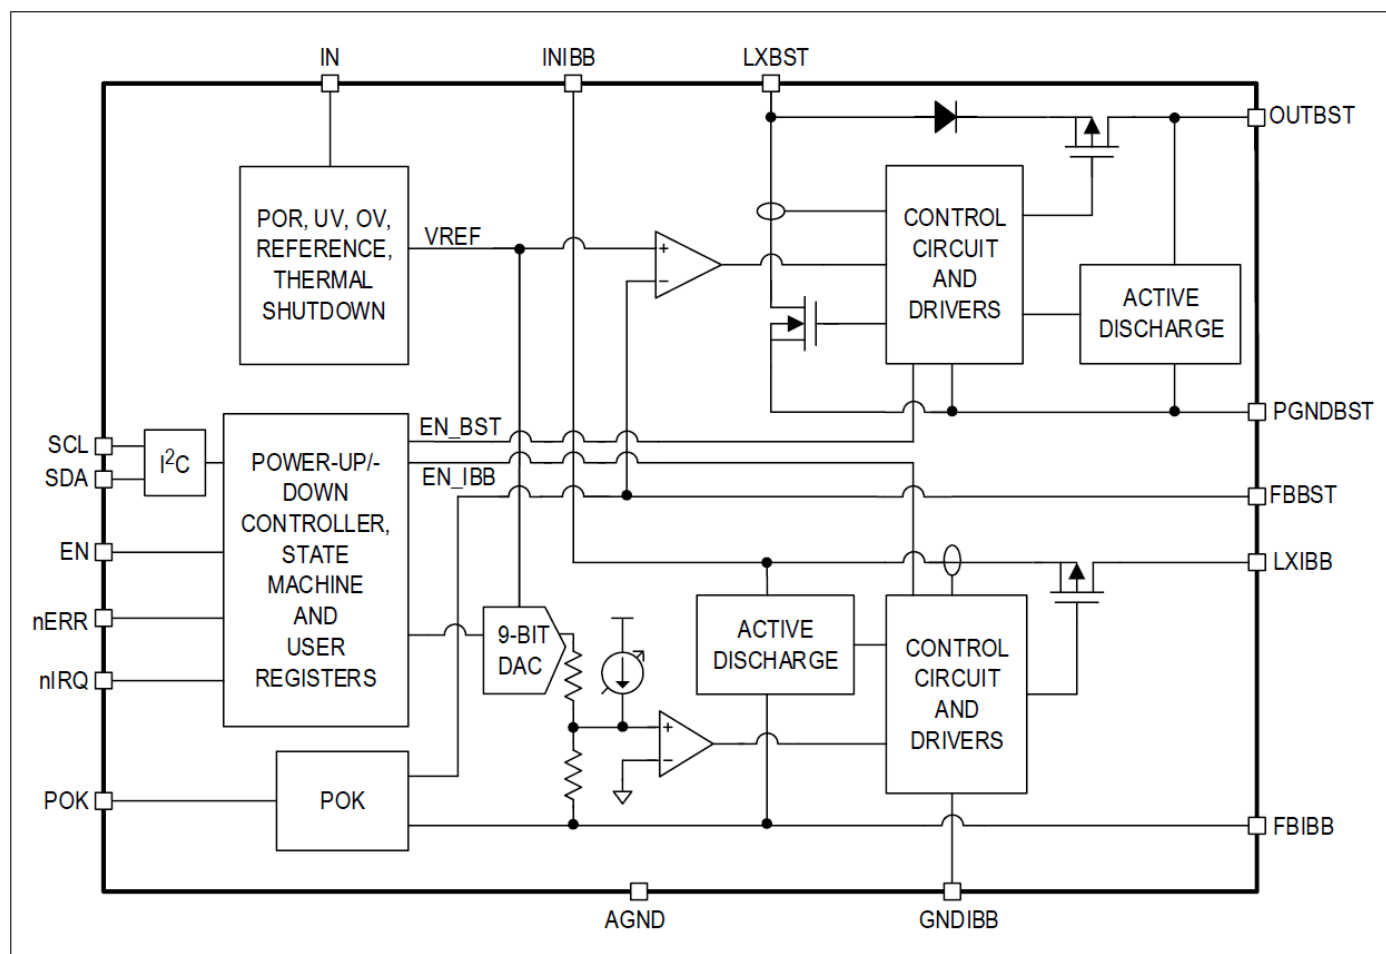 IN
INIBB
LXBST
OUTBST
POR, UV, OV,
REFERENCE,
THERMAL
SHUTDOWN
VREF
+
−
CONTROL
CIRCUIT
AND
DRIVERS
ACTIVE
DISCHARGE
PGNDBST
SCL
SDA
I²C
POWER-UP/-
DOWN
CONTROLLER,
STATE
MACHINE
AND
USER
REGISTERS
EN_BST
EN_IBB
FBBST
EN
LXIBB
nERR
nIRQ
9-BIT
DAC
ACTIVE
DISCHARGE
+
−
CONTROL
CIRCUIT
AND
DRIVERS
POK
POK
FBIBB
AGND
GNDIBB